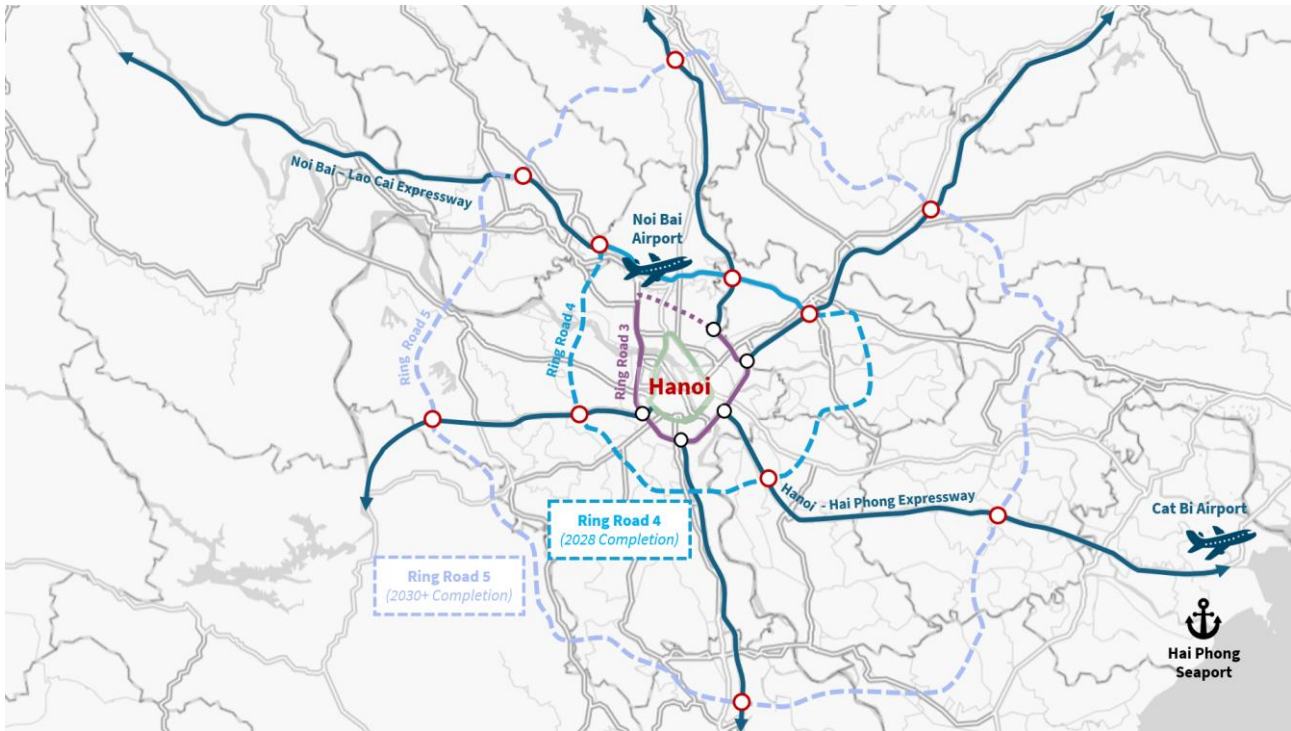 Noi Bai – Lao Cai Expressway
Noi Bai
Airport
Ring Road 5
Ring Road 4
Ring Road 3
Hanoi
Hanoi - Hai Phong Expressway
Cat Bi Airport
Ring Road 4
(2028 Completion)
Ring Road 5
(2030+ Completion)
Hai Phong
Seaport